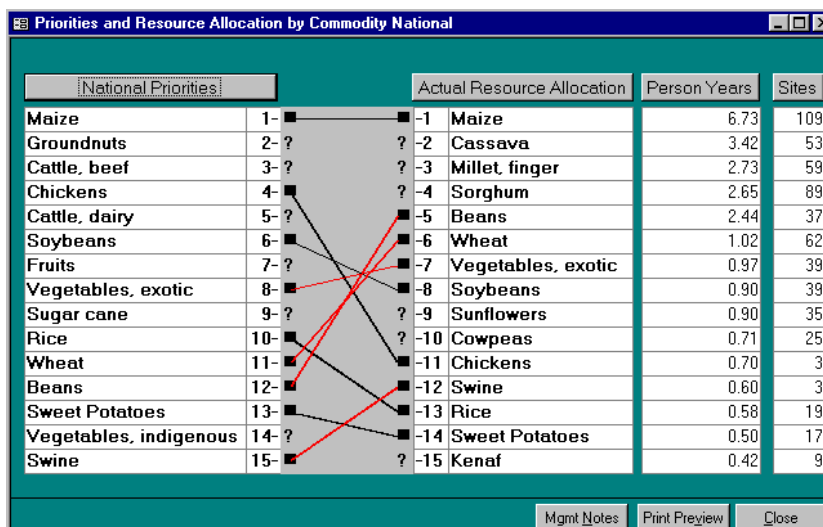 Priorities and Resource Allocation by Commodity National
National Priorities Actual Resource Allocation Person Years Sites
Maize 1- -1 Maize 6.73 109
Groundnuts 2- ? ? -2 Cassava 3.42 53
Cattle, beef 3- ? ? -3 Millet, finger 2.73 59
Chickens 4- ? -4 Sorghum 2.65 89
Cattle, dairy 5- ? -5 Beans 2.44 37
Soybeans 6- -6 Wheat 1.02 62
Fruits 7- ? -7 Vegetables, exotic 0.97 39
Vegetables, exotic 8- -8 Soybeans 0.90 39
Sugar cane 9- ? ? -9 Sunflowers 0.90 35
Rice 10- ? -10 Cowpeas 0.71 25
Wheat 11- -11 Chickens 0.70 3
Beans 12- -12 Swine 0.60 3
Sweet Potatoes 13- -13 Rice 0.58 19
Vegetables, indigenous 14- ? -14 Sweet Potatoes 0.50 17
Swine 15- ? -15 Kenaf 0.42 9
Mgmt Notes Print Preview Close